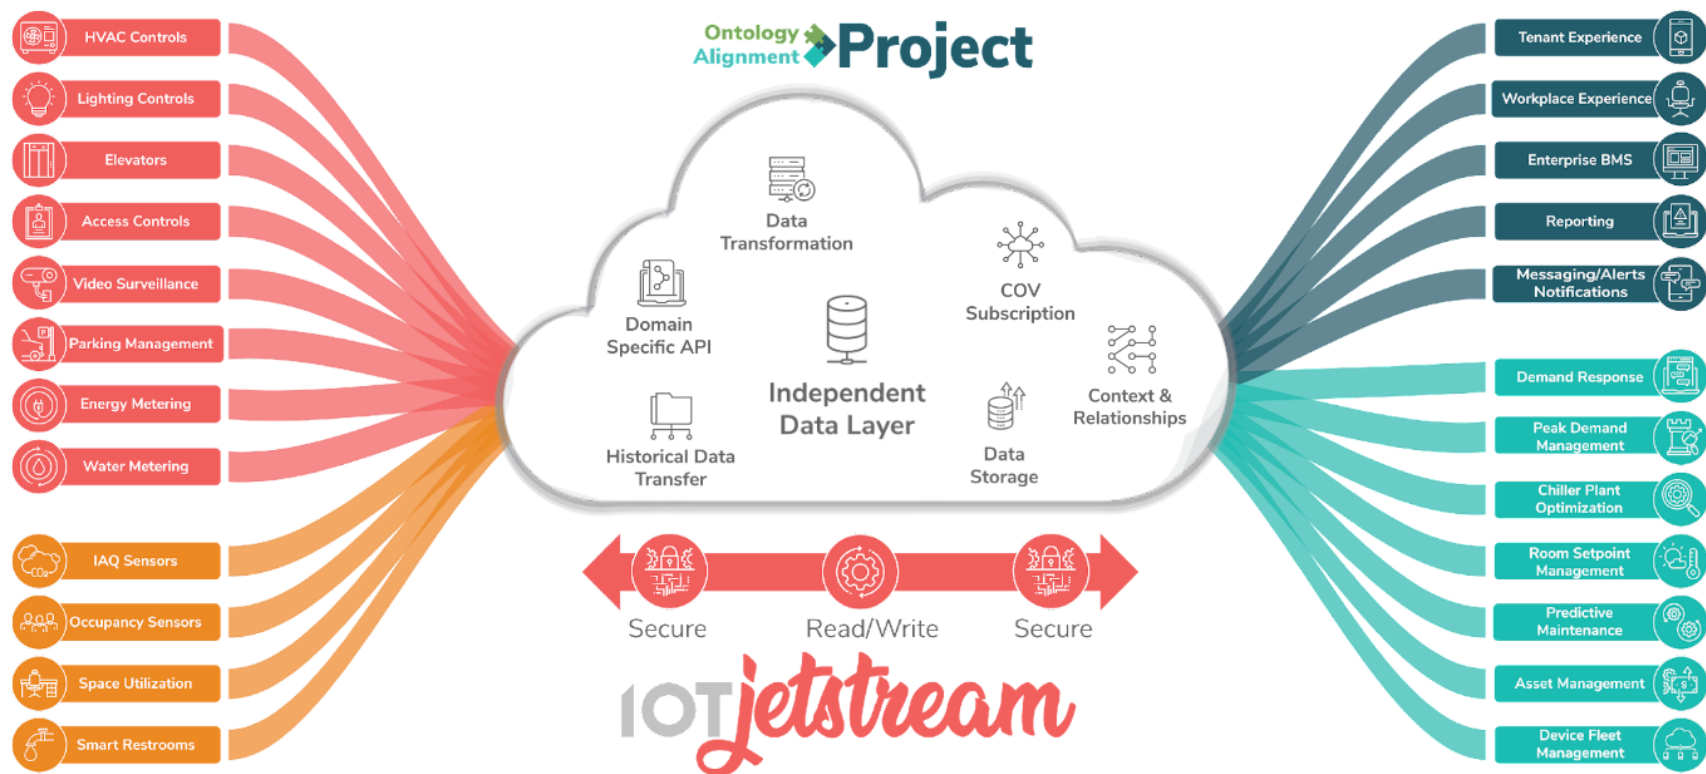 HVAC Controls
Lighting Controls
Elevators
Access Controls
Video Surveillance
Parking Management
Energy Metering
Water Metering
IAQ Sensors
CO2
Occupancy Sensors
Space Utilization
Smart Restrooms
Ontology
Alignment
Project
Data
Transformation
COV
Subscription
Domain
Specific API
Independent
Data Layer
Context &
Relationships
Historical Data
Transfer
Data
Storage
Secure
Read/Write
Secure
IOTjetstream
Tenant Experience
Workplace Experience
Enterprise BMS
Reporting
Messaging/Alerts
Notifications
Demand Response
Peak Demand
Management
Chiller Plant
Optimization
Room Setpoint
Management
Predictive
Maintenance
Asset Management
Device Fleet
Management